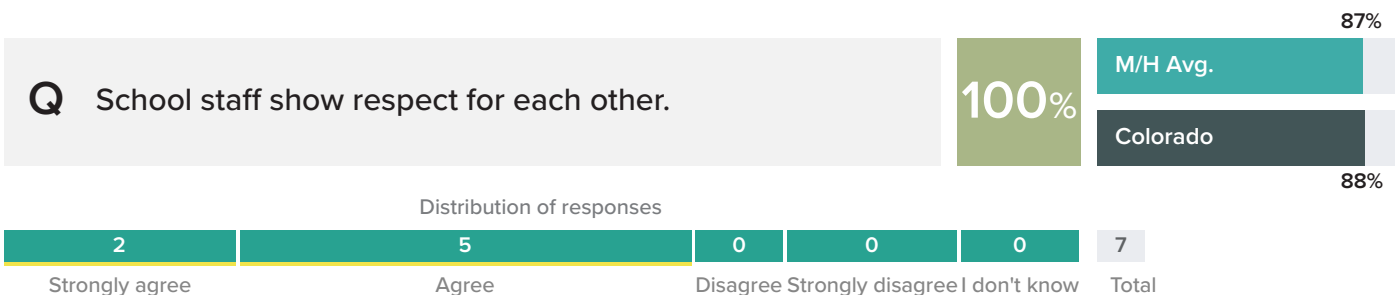 87%
Q School staff show respect for each other.
100%
M/H Avg.
Colorado
88%
Distribution of responses
2 5 0 0 0 7
Strongly agree Agree Disagree Strongly disagree I don't know Total